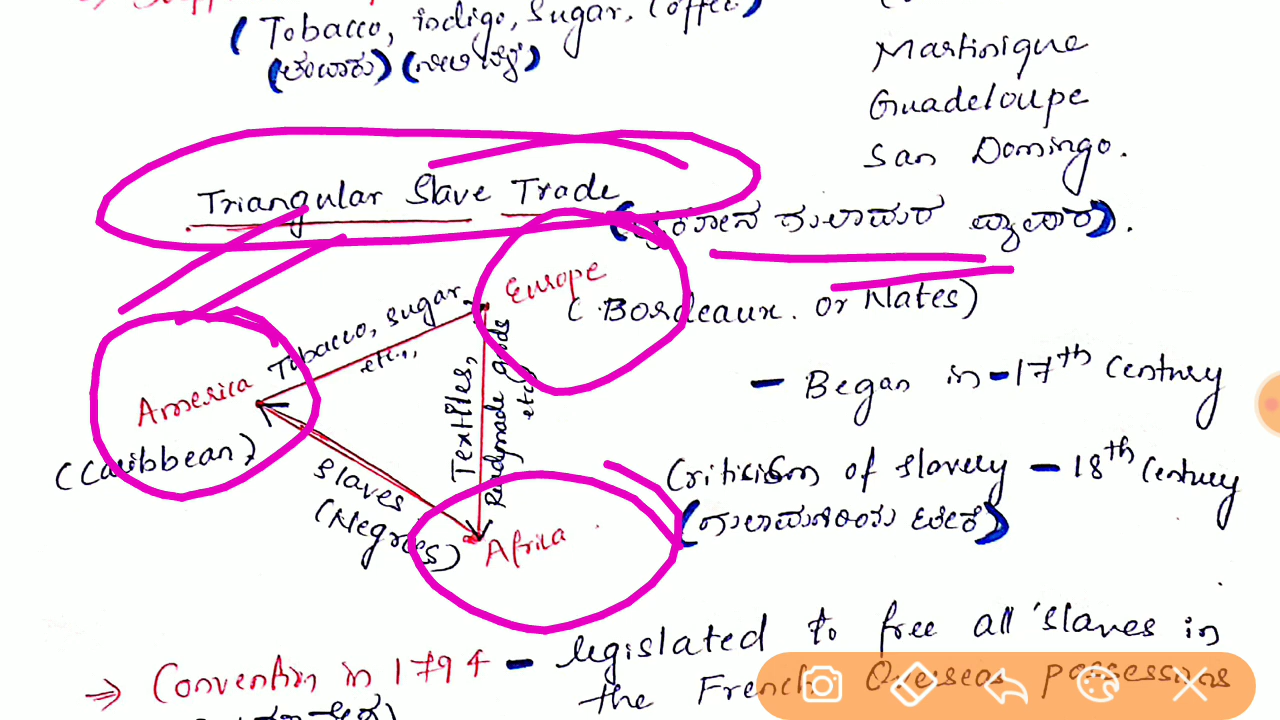 (Tobacco, indigo, Sugar, Coffee)
(ತಂಬಾಕು)
Martinique
Guadeloupe
San Domingo.
Triangular Slave Trade
(ತ್ರಿಕೋನ ಗುಲಾಮರ ವ್ಯಾಪಾರ).
Europe
(Bordeaux. or Nates)
Tobacco, Sugar
etc.,
America
(Caribbean)
Textiles,
Readymade goods
etc
Slaves
(Negroes)
Africa
- Began in - 17th Century
Criticism of slavery - 18th Century
⇒ Convention in 1794 - legislated to free all slaves in
the French Overseas possessions